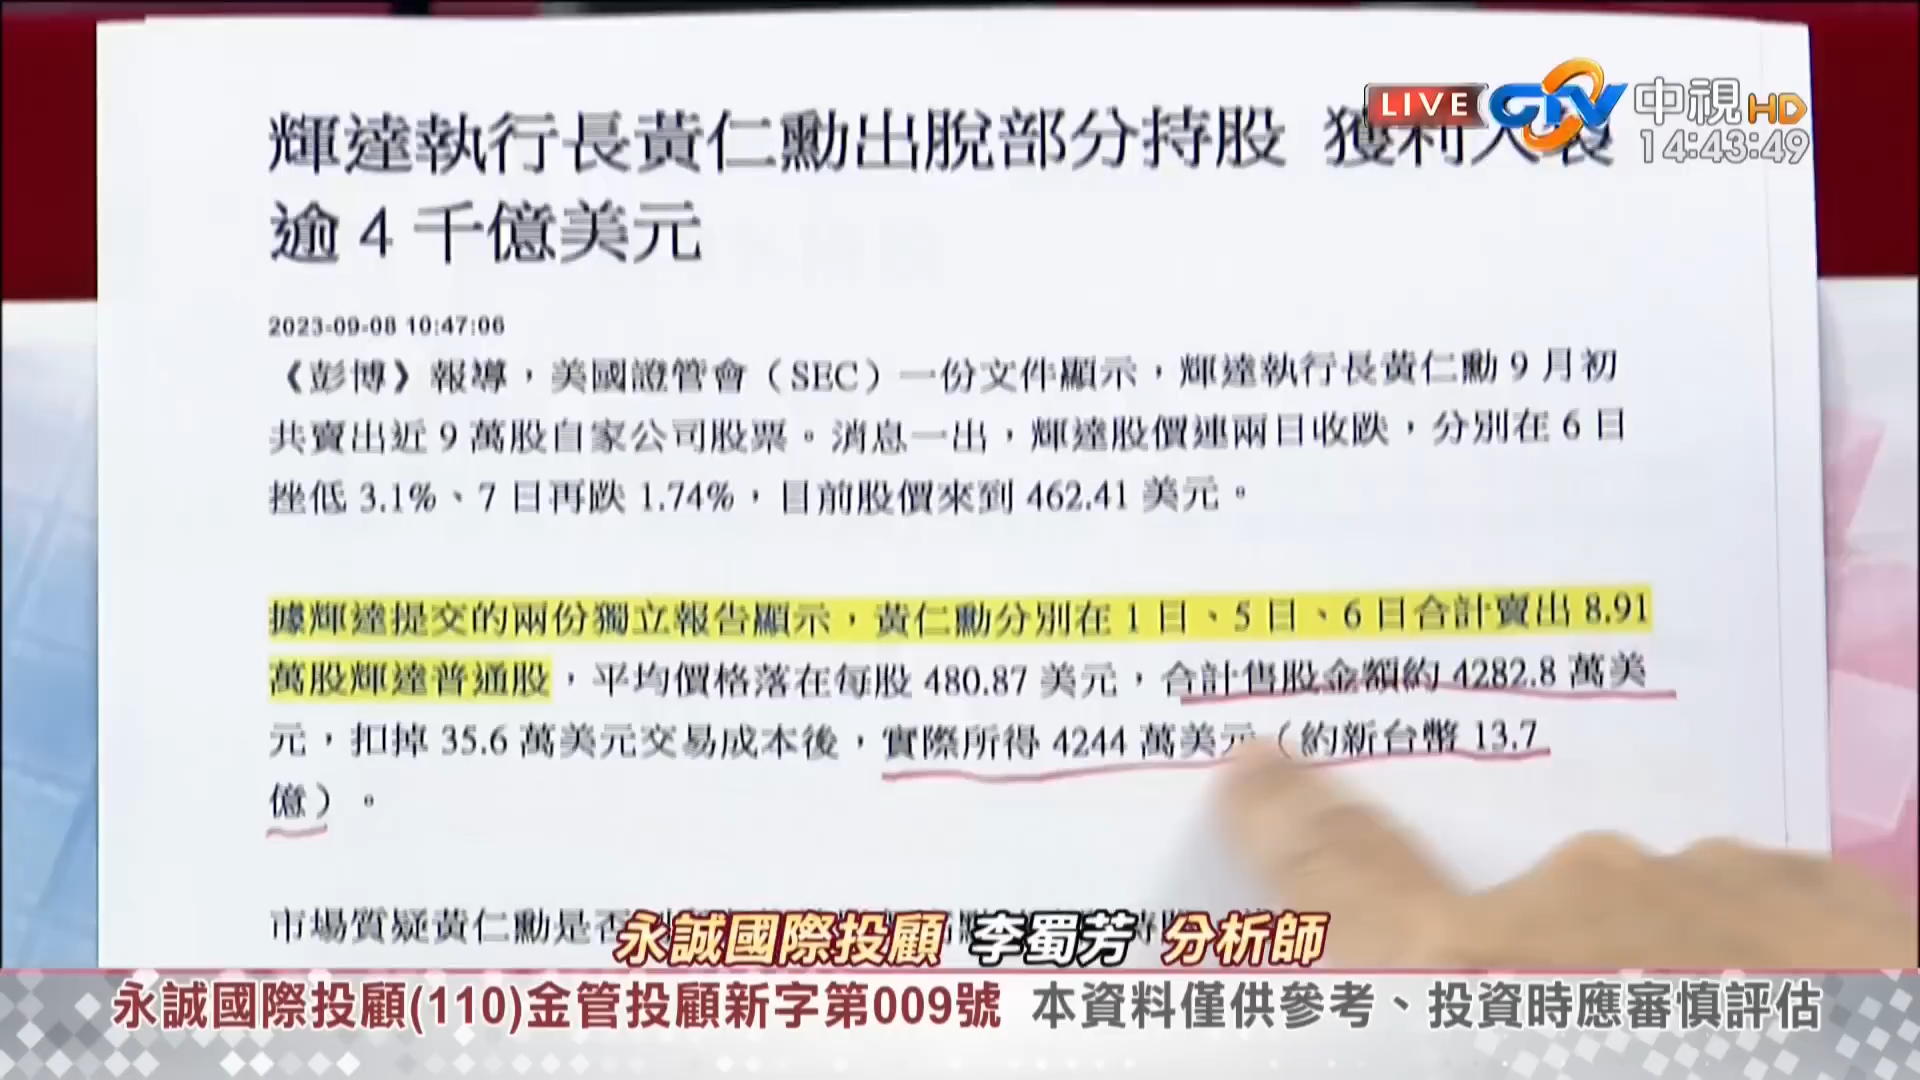 LIVE CTV 中視HD
14:43:49
輝達執行長黃仁勳出脫部分持股 獲利入袋
逾 4 千億美元
2023-09-08 10:47:06
《彭博》報導，美國證管會（SEC）一份文件顯示，輝達執行長黃仁勳 9 月初
共賣出近 9 萬股自家公司股票。消息一出，輝達股價連兩日收跌，分別在 6 日
挫低 3.1%、7 日再跌 1.74%，目前股價來到 462.41 美元。
據輝達提交的兩份獨立報告顯示，黃仁勳分別在 1 日、5 日、6 日合計賣出 8.91
萬股輝達普通股，平均價格落在每股 480.87 美元，合計售股金額約 4282.8 萬美
元，扣掉 35.6 萬美元交易成本後，實際所得 4244 萬美元（約新台幣 13.7
億）。
市場質疑黃仁勳是否
永誠國際投顧 李蜀芳 分析師
永誠國際投顧(110)金管投顧新字第009號 本資料僅供參考、投資時應審慎評估